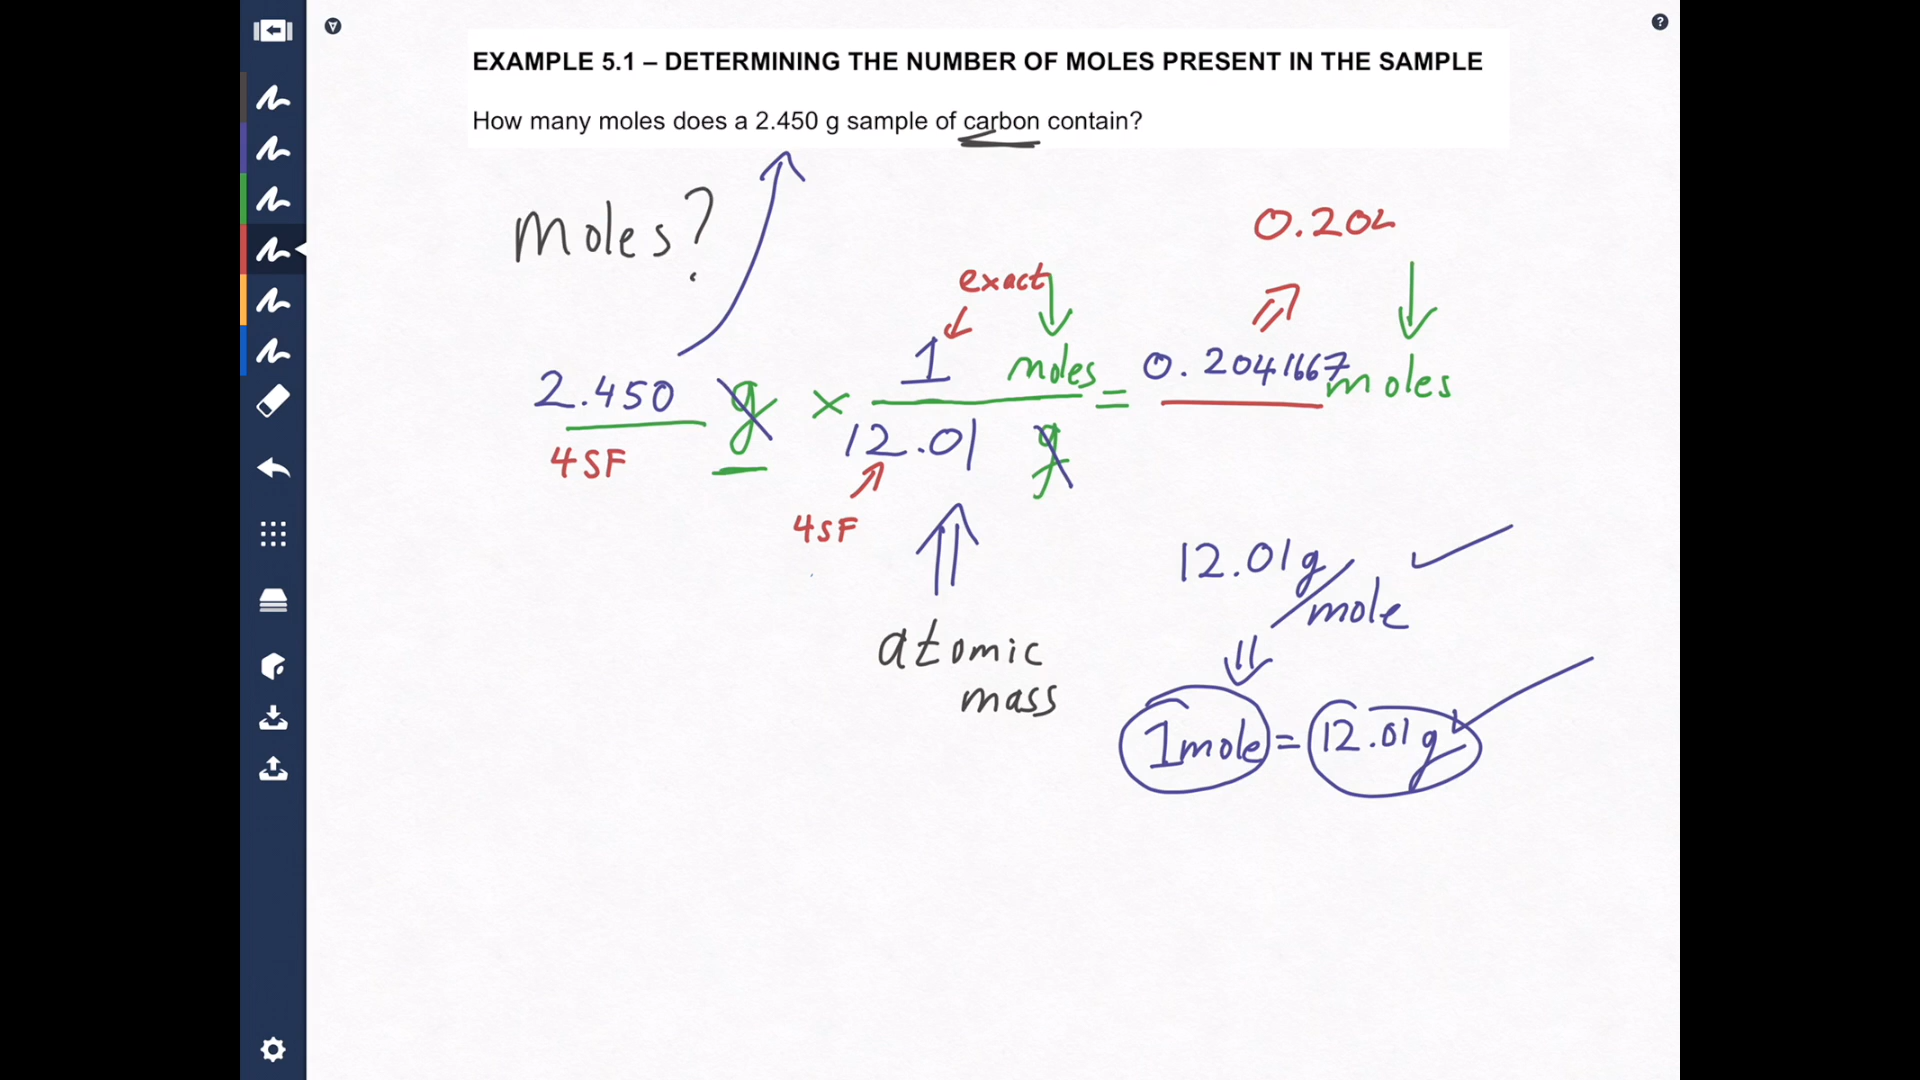 EXAMPLE 5.1 – DETERMINING THE NUMBER OF MOLES PRESENT IN THE SAMPLE
How many moles does a 2.450 g sample of carbon contain?
moles?
0.204
exact
2.450 g × 1 moles = 0.2041667 moles
12.01 g
4SF
4SF
atomic
mass
12.01g/mole
1mole = 12.01g